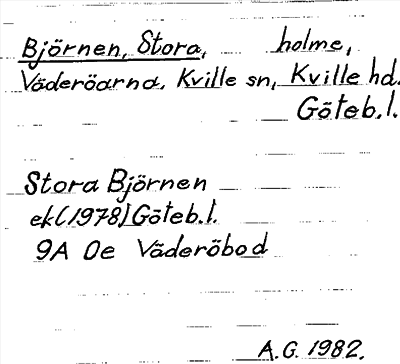 Björnen, Stora, holme,
Väderöarna. Kville sn, Kville hd.
Göteb.l.
Stora Björnen
ek(1978)Göteb.l.
9A 0e Väderöbod
A.G. 1982.